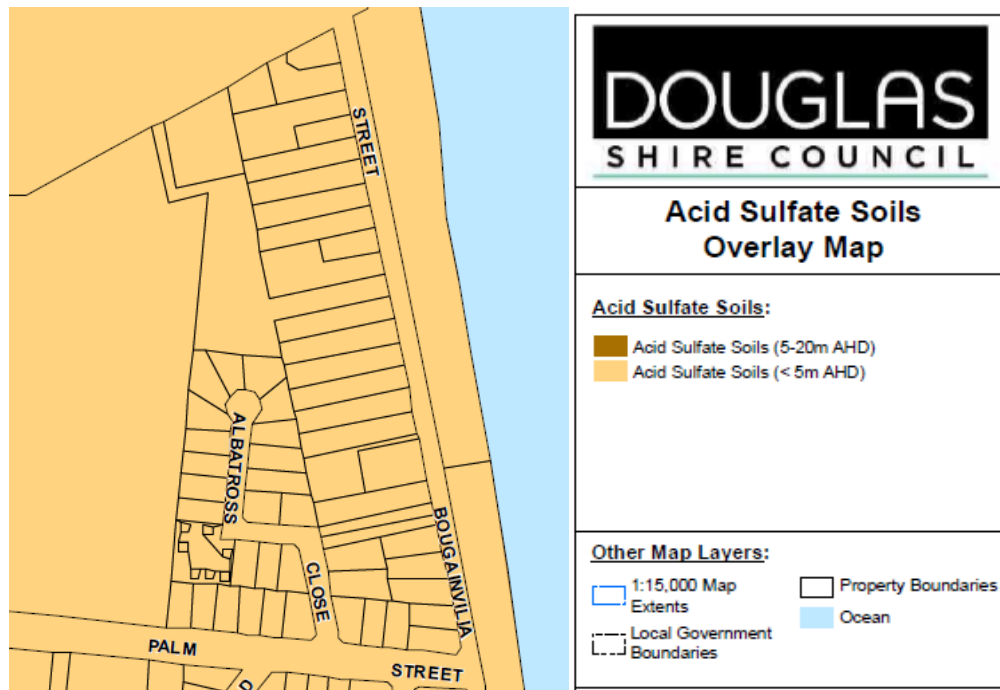 STREET
ALBATROSS
CLOSE
BOUGAINVILIA
PALM
STREET
D
DOUGLAS
SHIRE COUNCIL
Acid Sulfate Soils
Overlay Map
Acid Sulfate Soils:
Acid Sulfate Soils (5-20m AHD)
Acid Sulfate Soils (< 5m AHD)
Other Map Layers:
1:15,000 Map
Extents
Local Government
Boundaries
Property Boundaries
Ocean